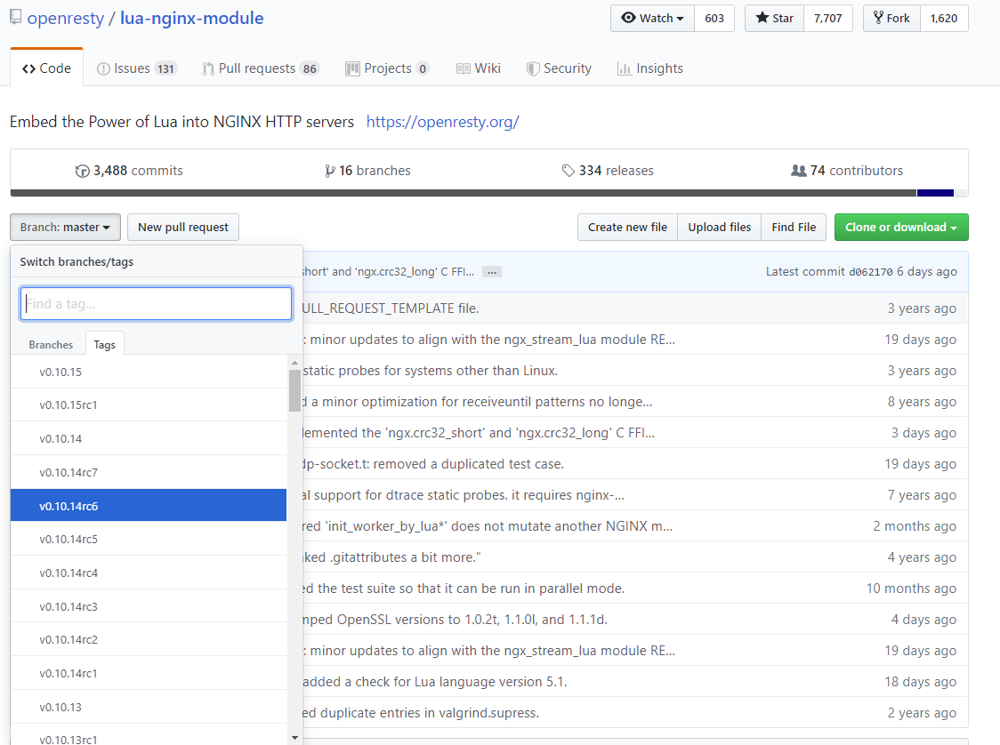 openresty / lua-nginx-module
Watch 603 Star 7,707 Fork 1,620
Code Issues 131 Pull requests 86 Projects 0 Wiki Security Insights
Embed the Power of Lua into NGINX HTTP servers https://openresty.org/
3,488 commits 16 branches 334 releases 74 contributors
Branch: master New pull request Create new file Upload files Find File Clone or download
Switch branches/tags
Find a tag...
Branches Tags
v0.10.15
v0.10.15rc1
v0.10.14
v0.10.14rc7
v0.10.14rc6
v0.10.14rc5
v0.10.14rc4
v0.10.14rc3
v0.10.14rc2
v0.10.14rc1
v0.10.13
v0.10.13rc1
short' and 'ngx.crc32_long' C FFI... ... Latest commit d062170 6 days ago
ULL_REQUEST_TEMPLATE file. 3 years ago
: minor updates to align with the ngx_stream_lua module RE... 19 days ago
static probes for systems other than Linux. 3 years ago
d a minor optimization for receiveuntil patterns no longe... 8 years ago
lemented the 'ngx.crc32_short' and 'ngx.crc32_long' C FFI... 3 days ago
dp-socket.t: removed a duplicated test case. 19 days ago
al support for dtrace static probes. it requires nginx-... 7 years ago
red 'init_worker_by_lua*' does not mutate another NGINX m... 2 months ago
ked .gitattributes a bit more." 4 years ago
ed the test suite so that it can be run in parallel mode. 10 months ago
mped OpenSSL versions to 1.0.2t, 1.1.0l, and 1.1.1d. 4 days ago
: minor updates to align with the ngx_stream_lua module RE... 19 days ago
added a check for Lua language version 5.1. 18 days ago
ed duplicate entries in valgrind.supress. 2 years ago